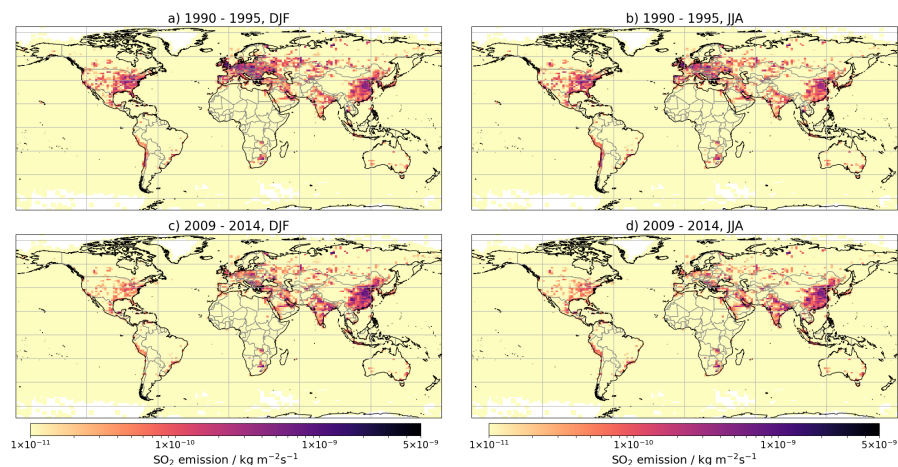 a) 1990 - 1995, DJF
b) 1990 - 1995, JJA
c) 2009 - 2014, DJF
d) 2009 - 2014, JJA
1×10⁻¹¹ 1×10⁻¹⁰ 1×10⁻⁹ 5×10⁻⁹
SO₂ emission / kg m⁻²s⁻¹
1×10⁻¹¹ 1×10⁻¹⁰ 1×10⁻⁹ 5×10⁻⁹
SO₂ emission / kg m⁻²s⁻¹